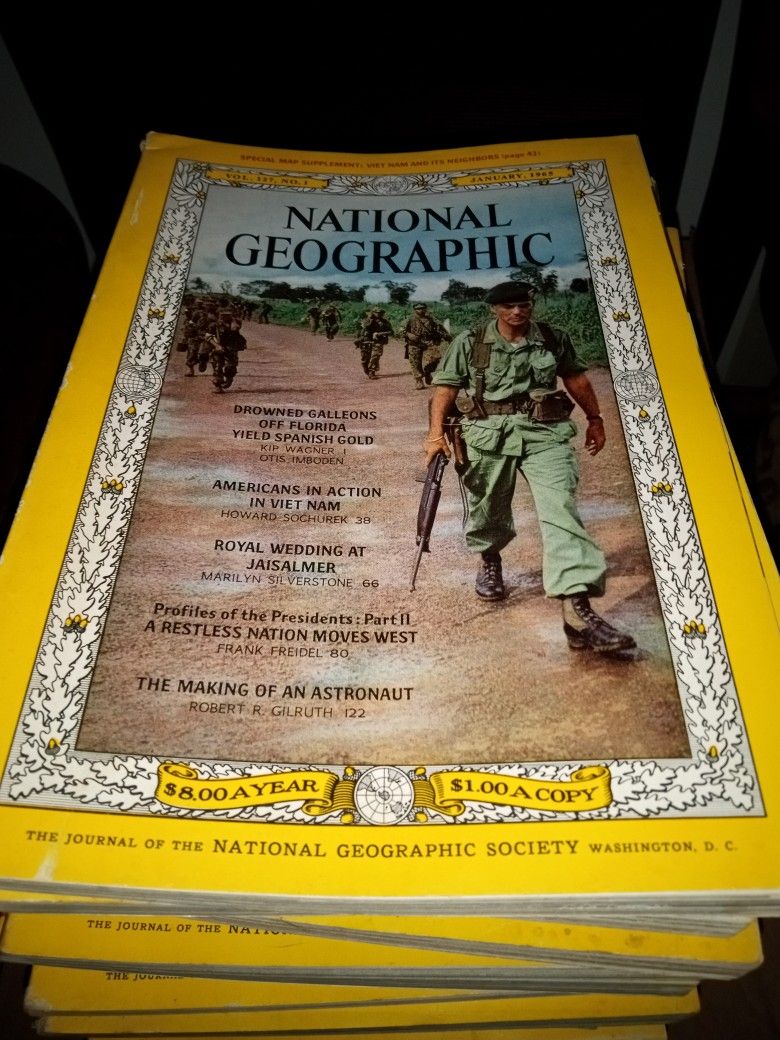 SPECIAL MAP SUPPLEMENT: VIET NAM AND ITS NEIGHBORS (page 42)
VOL. 127, NO. 1
JANUARY, 1965
NATIONAL
GEOGRAPHIC
DROWNED GALLEONS
OFF FLORIDA
YIELD SPANISH GOLD
KIP WAGNER 1
OTIS IMBODEN
AMERICANS IN ACTION
IN VIET NAM
HOWARD SOCHUREK 38
ROYAL WEDDING AT
JAISALMER
MARILYN SILVERSTONE 66
Profiles of the Presidents: Part II
A RESTLESS NATION MOVES WEST
FRANK FREIDEL 80
THE MAKING OF AN ASTRONAUT
ROBERT R. GILRUTH 122
$8.00 A YEAR
$1.00 A COPY
THE JOURNAL OF THE NATIONAL GEOGRAPHIC SOCIETY WASHINGTON, D. C.
THE JOURNAL OF THE
THE